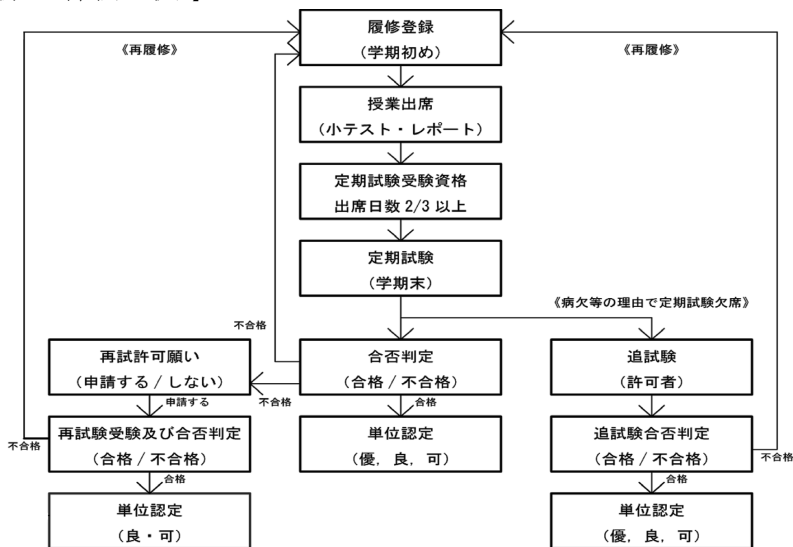 履修登録
(学期初め)
《再履修》
《再履修》
授業出席
(小テスト・レポート)
定期試験受験資格
出席日数 2/3 以上
定期試験
(学期末)
《病欠等の理由で定期試験欠席》
不合格
再試許可願い
(申請する / しない)
合否判定
(合格 / 不合格)
追試験
(許可者)
申請する
不合格
合格
不合格
再試験受験及び合否判定
(合格 / 不合格)
単位認定
(優, 良, 可)
追試験合否判定
(合格 / 不合格)
不合格
合格
合格
単位認定
(良・可)
単位認定
(優, 良, 可)